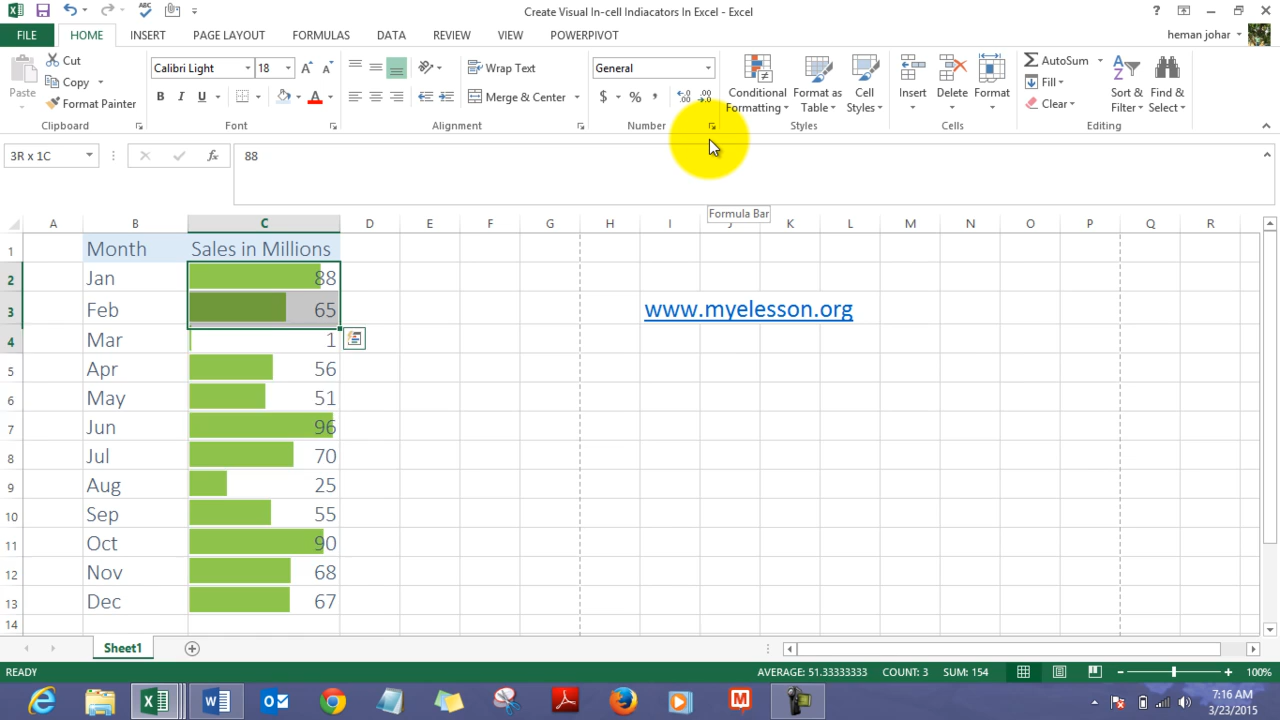 Create Visual In-cell Indiacators In Excel - Excel
FILE HOME INSERT PAGE LAYOUT FORMULAS DATA REVIEW VIEW POWERPIVOT heman johar
Paste Cut Copy Format Painter Clipboard
Calibri Light 18 A A B I U A Font
Wrap Text Merge & Center Alignment
General $ % , Number
Conditional Formatting Format as Table Cell Styles Styles
Insert Delete Format Cells
AutoSum Fill Clear Sort & Filter Find & Select Editing
3R x 1C fx 88
Formula Bar
A B C D E F G H I J K L M N O P Q R
1 Month Sales in Millions
2 Jan 88
3 Feb 65 www.myelesson.org
4 Mar 1
5 Apr 56
6 May 51
7 Jun 96
8 Jul 70
9 Aug 25
10 Sep 55
11 Oct 90
12 Nov 68
13 Dec 67
14
Sheet1
READY AVERAGE: 51.33333333 COUNT: 3 SUM: 154 100%
7:16 AM
3/23/2015